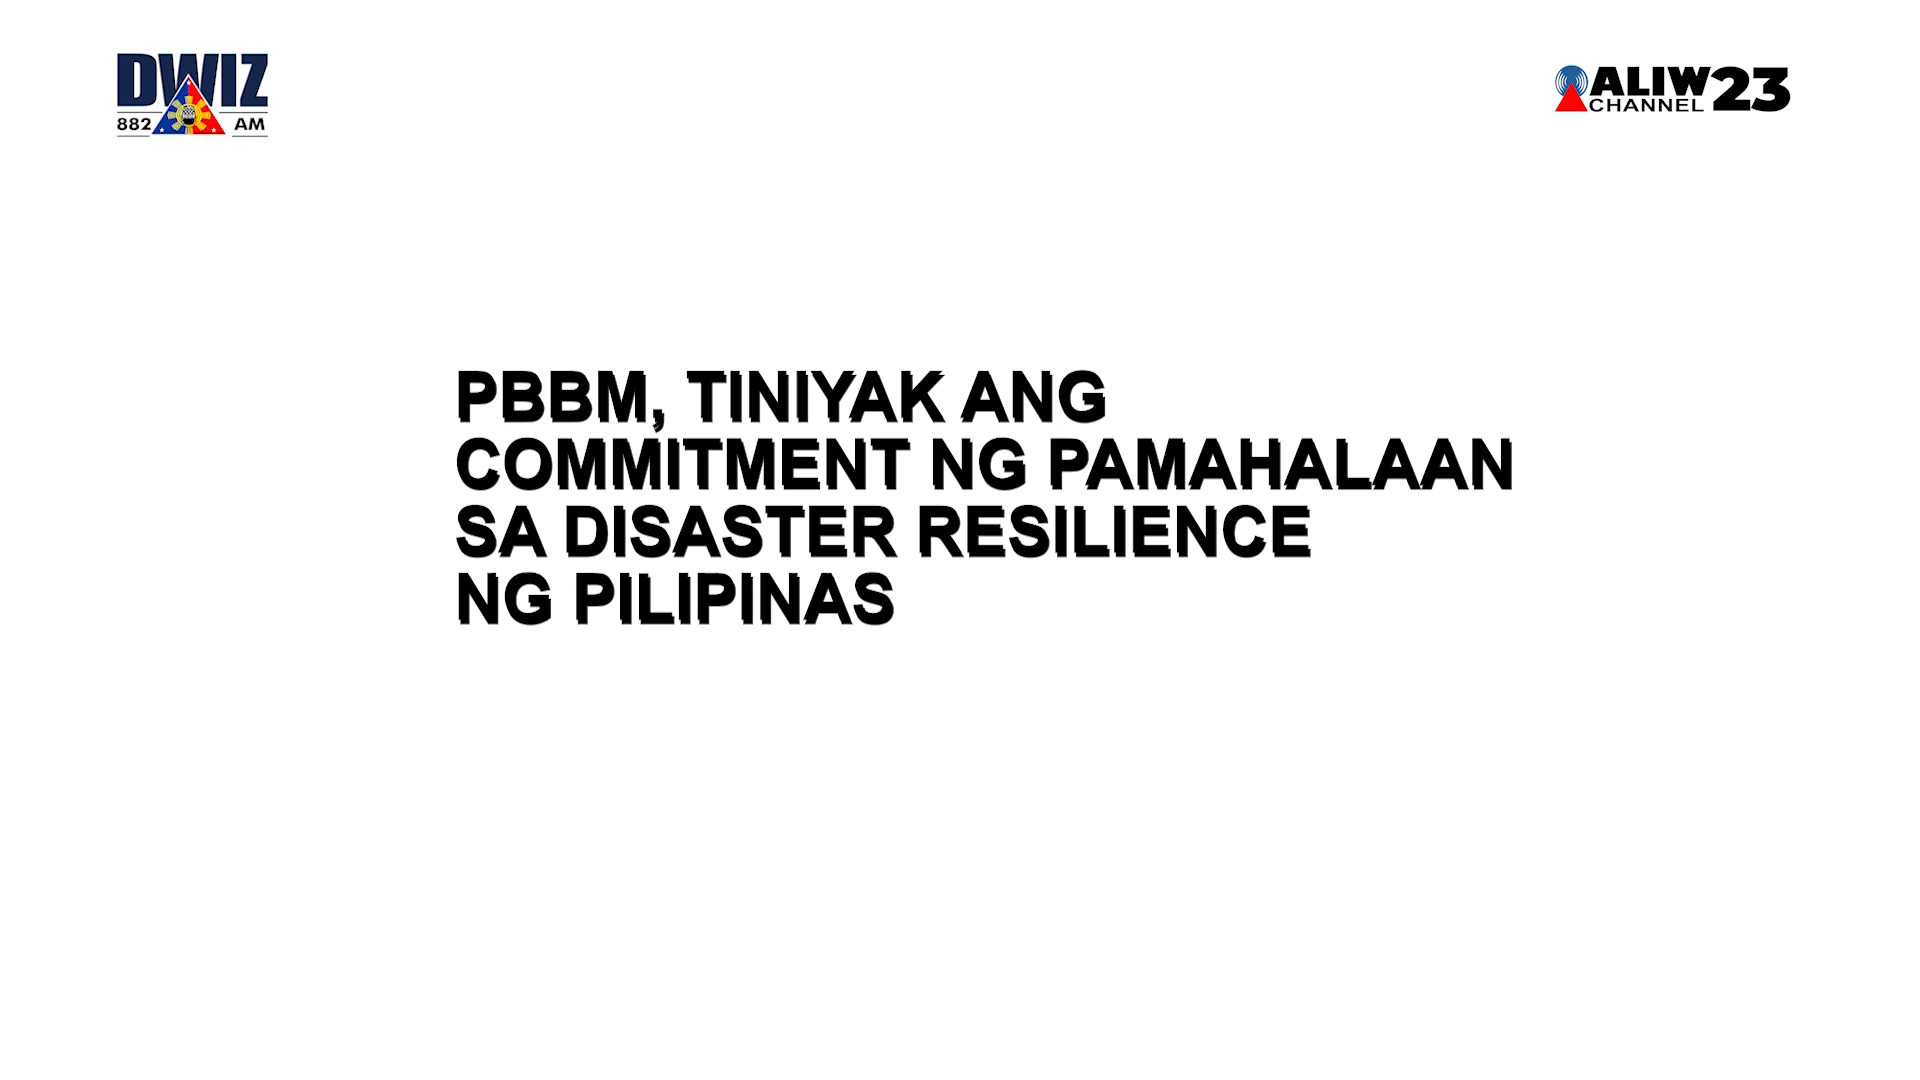 DWIZ
882 AM
ALIW 23
CHANNEL
PBBM, TINIYAK ANG
COMMITMENT NG PAMAHALAAN
SA DISASTER RESILIENCE
NG PILIPINAS